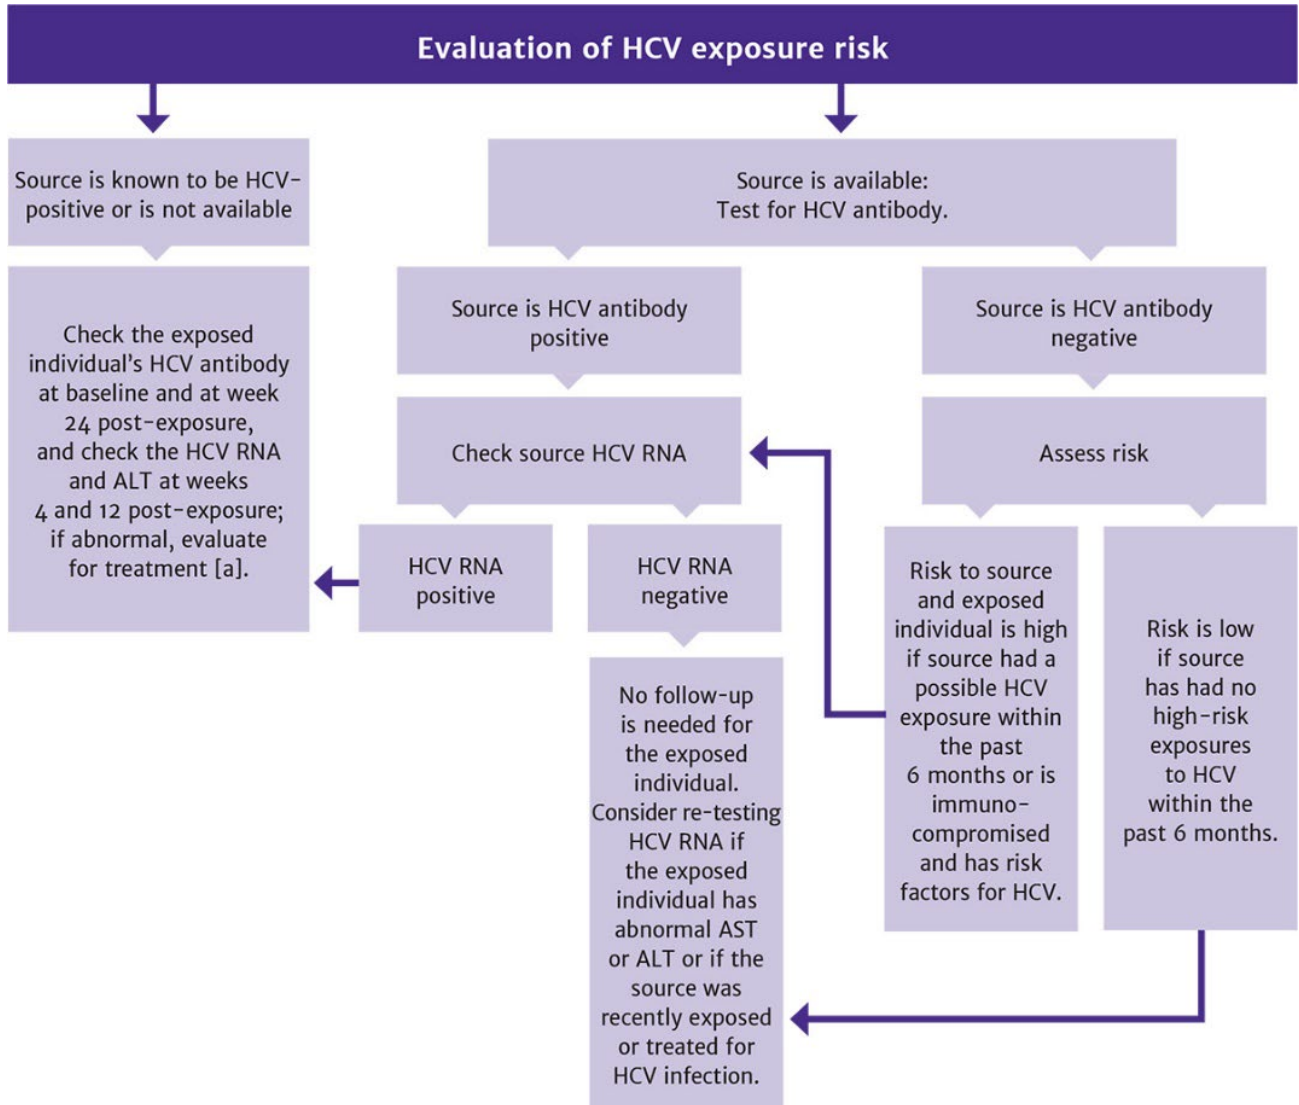 Evaluation of HCV exposure risk
Source is known to be HCV-
positive or is not available
Check the exposed
individual's HCV antibody
at baseline and at week
24 post-exposure,
and check the HCV RNA
and ALT at weeks
4 and 12 post-exposure;
if abnormal, evaluate
for treatment [a].
Source is available:
Test for HCV antibody.
Source is HCV antibody
positive
Check source HCV RNA
HCV RNA
positive
HCV RNA
negative
No follow-up
is needed for
the exposed
individual.
Consider re-testing
HCV RNA if
the exposed
individual has
abnormal AST
or ALT or if the
source was
recently exposed
or treated for
HCV infection.
Source is HCV antibody
negative
Assess risk
Risk to source
and exposed
individual is high
if source had a
possible HCV
exposure within
the past
6 months or is
immuno-
compromised
and has risk
factors for HCV.
Risk is low
if source
has had no
high-risk
exposures
to HCV
within the
past 6 months.